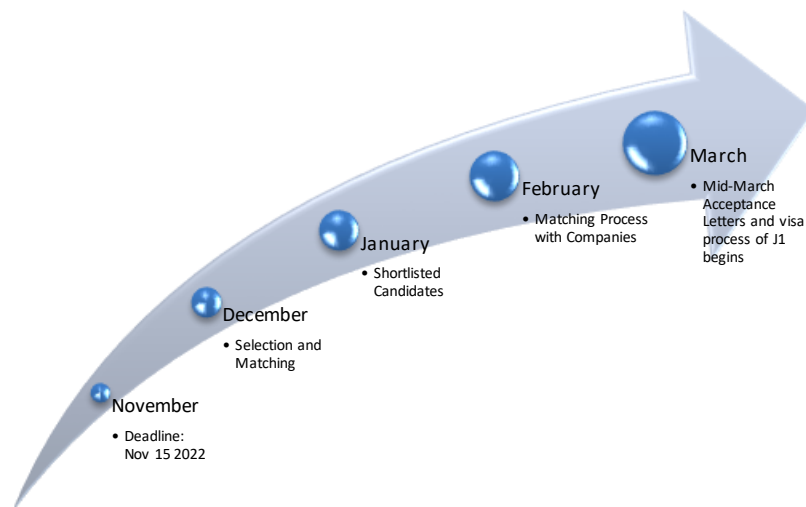 November
• Deadline:
Nov 15 2022
December
• Selection and
Matching
January
• Shortlisted
Candidates
February
• Matching Process
with Companies
March
• Mid-March
Acceptance
Letters and visa
process of J1
begins